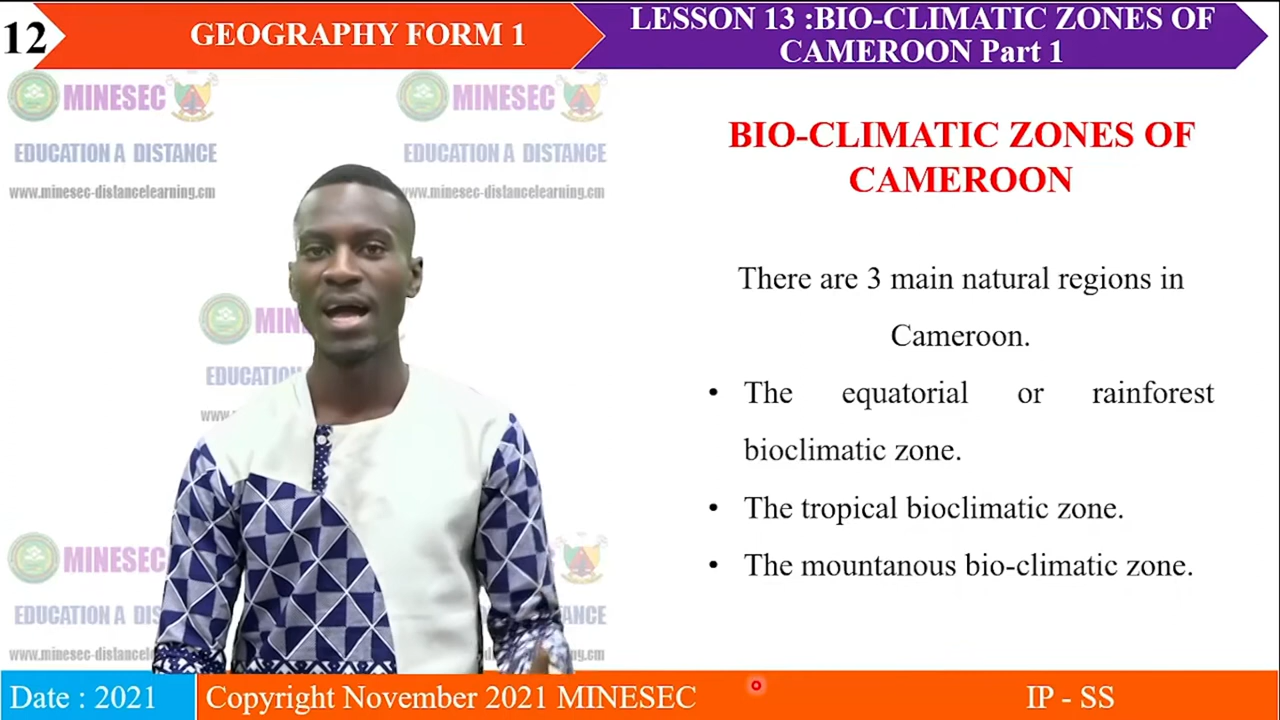 12
GEOGRAPHY FORM 1
LESSON 13 :BIO-CLIMATIC ZONES OF
CAMEROON Part 1
MINESEC
EDUCATION A DISTANCE
www.minesec-distancelearning.cm
MINESEC
EDUCATION A DISTANCE
www.minesec-distancelearning.cm
BIO-CLIMATIC ZONES OF
CAMEROON
There are 3 main natural regions in
Cameroon.
• The equatorial or rainforest
bioclimatic zone.
• The tropical bioclimatic zone.
• The mountanous bio-climatic zone.
MINESEC
Date : 2021
Copyright November 2021 MINESEC
IP - SS